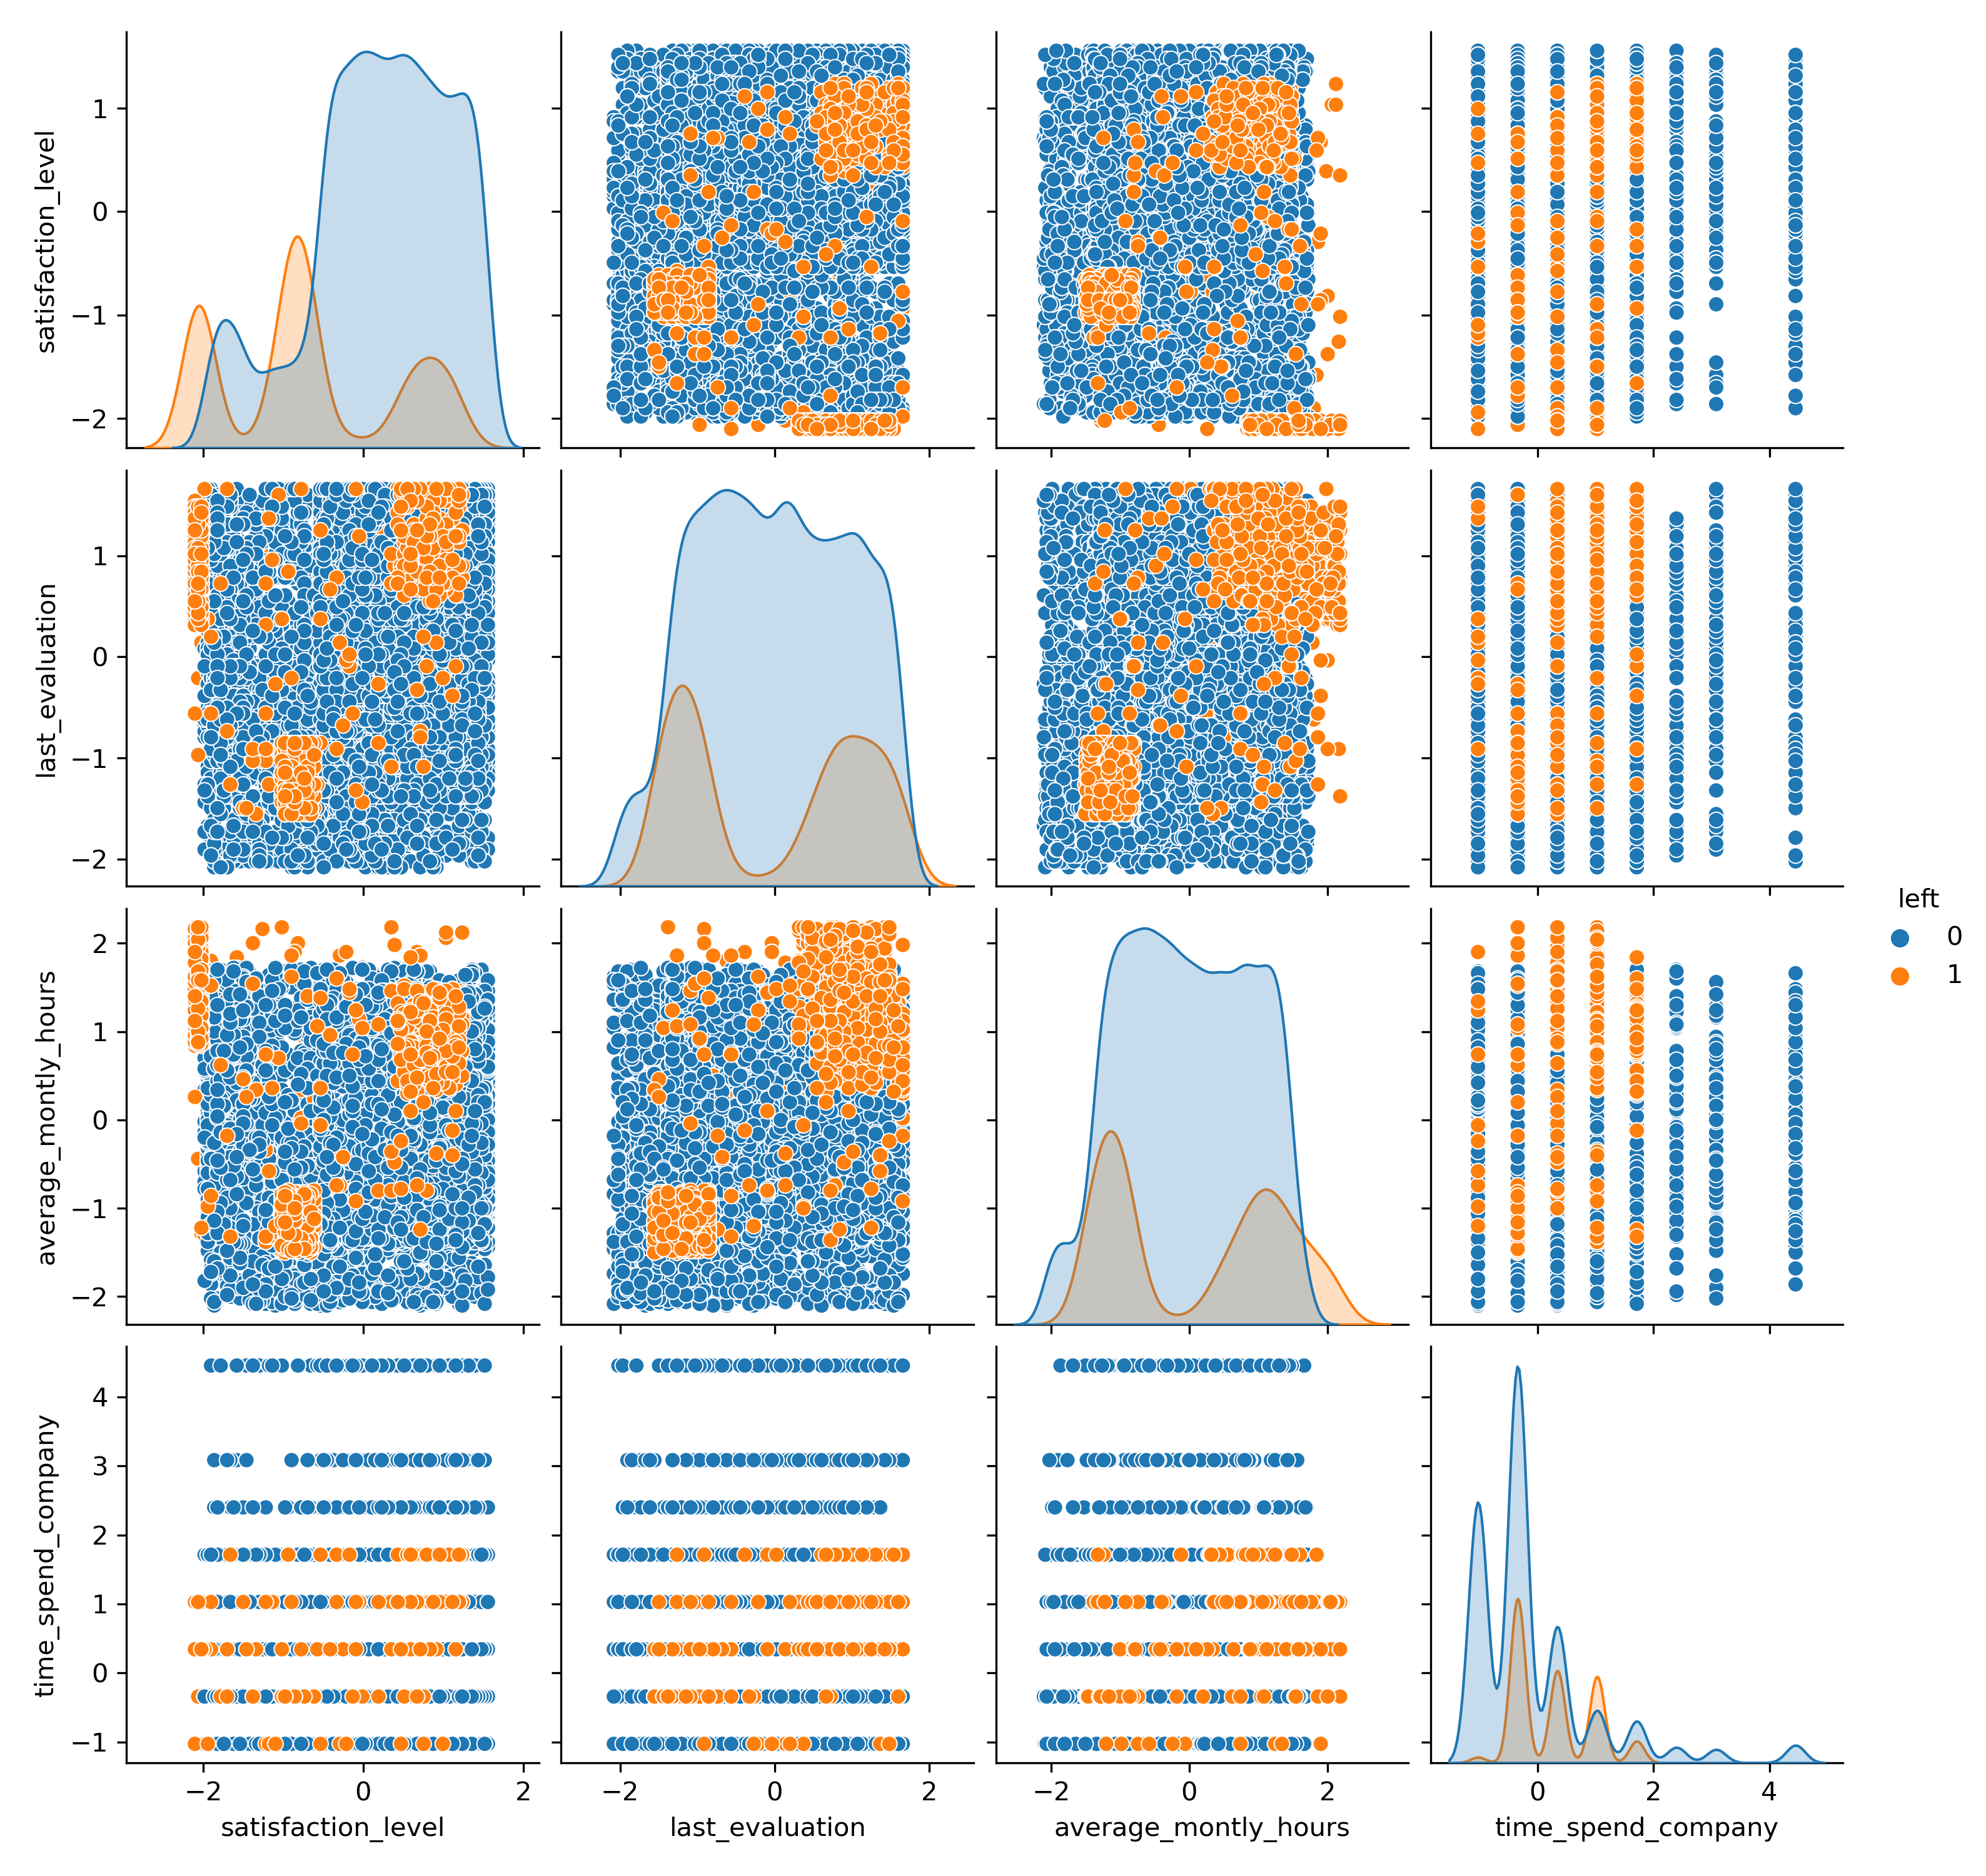 satisfaction_level
1
0
−1
−2
last_evaluation
1
0
−1
−2
left
0
1
average_montly_hours
2
1
0
−1
−2
time_spend_company
4
3
2
1
0
−1
−2 0 2
−2 0 2
−2 0 2
0 2 4
satisfaction_level
last_evaluation
average_montly_hours
time_spend_company